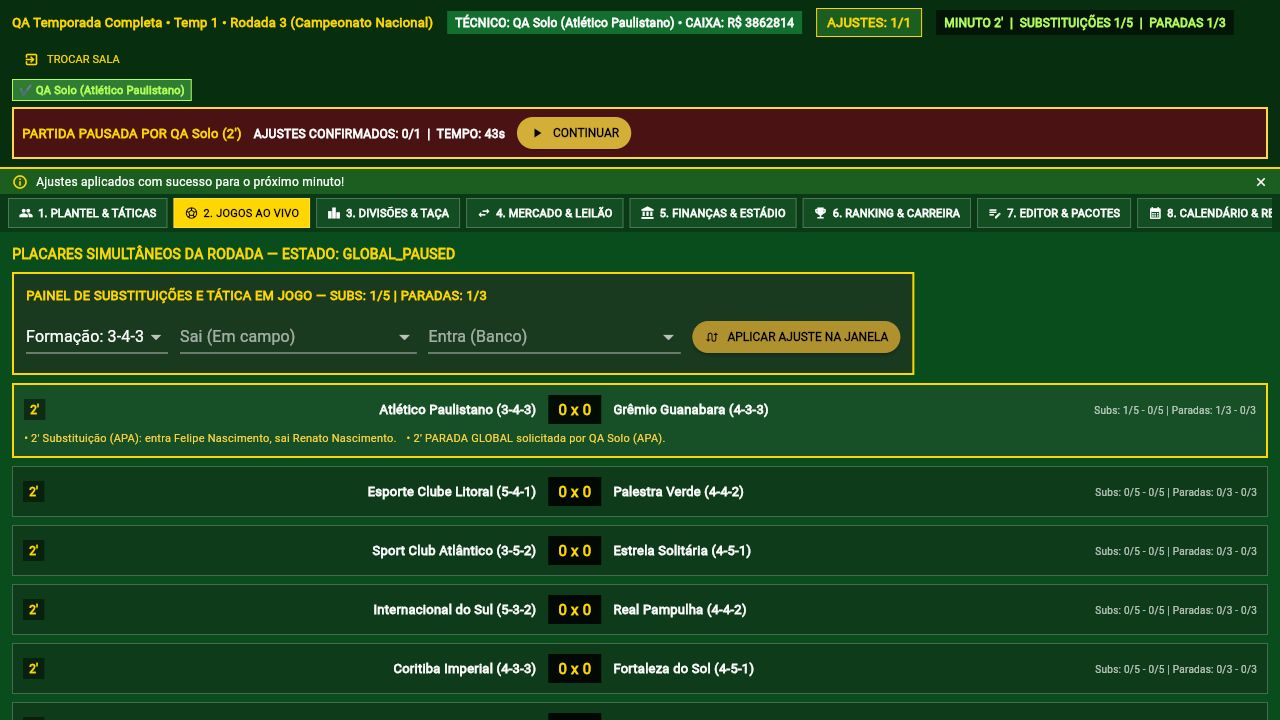 QA Temporada Completa • Temp 1 • Rodada 3 (Campeonato Nacional) TÉCNICO: QA Solo (Atlético Paulistano) • CAIXA: R$ 3862814 AJUSTES: 1/1 MINUTO 2' | SUBSTITUIÇÕES 1/5 | PARADAS 1/3
TROCAR SALA
QA Solo (Atlético Paulistano)
PARTIDA PAUSADA POR QA Solo (2') AJUSTES CONFIRMADOS: 0/1 | TEMPO: 43s CONTINUAR
Ajustes aplicados com sucesso para o próximo minuto!
1. PLANTEL & TÁTICAS 2. JOGOS AO VIVO 3. DIVISÕES & TAÇA 4. MERCADO & LEILÃO 5. FINANÇAS & ESTÁDIO 6. RANKING & CARREIRA 7. EDITOR & PACOTES 8. CALENDÁRIO & RE
PLACARES SIMULTÂNEOS DA RODADA — ESTADO: GLOBAL_PAUSED
PAINEL DE SUBSTITUIÇÕES E TÁTICA EM JOGO — SUBS: 1/5 | PARADAS: 1/3
Formação: 3-4-3 Sai (Em campo) Entra (Banco) APLICAR AJUSTE NA JANELA
2' Atlético Paulistano (3-4-3) 0 x 0 Grêmio Guanabara (4-3-3) Subs: 1/5 - 0/5 | Paradas: 1/3 - 0/3
• 2' Substituição (APA): entra Felipe Nascimento, sai Renato Nascimento. • 2' PARADA GLOBAL solicitada por QA Solo (APA).
2' Esporte Clube Litoral (5-4-1) 0 x 0 Palestra Verde (4-4-2) Subs: 0/5 - 0/5 | Paradas: 0/3 - 0/3
2' Sport Club Atlântico (3-5-2) 0 x 0 Estrela Solitária (4-5-1) Subs: 0/5 - 0/5 | Paradas: 0/3 - 0/3
2' Internacional do Sul (5-3-2) 0 x 0 Real Pampulha (4-4-2) Subs: 0/5 - 0/5 | Paradas: 0/3 - 0/3
2' Coritiba Imperial (4-3-3) 0 x 0 Fortaleza do Sol (4-5-1) Subs: 0/5 - 0/5 | Paradas: 0/3 - 0/3